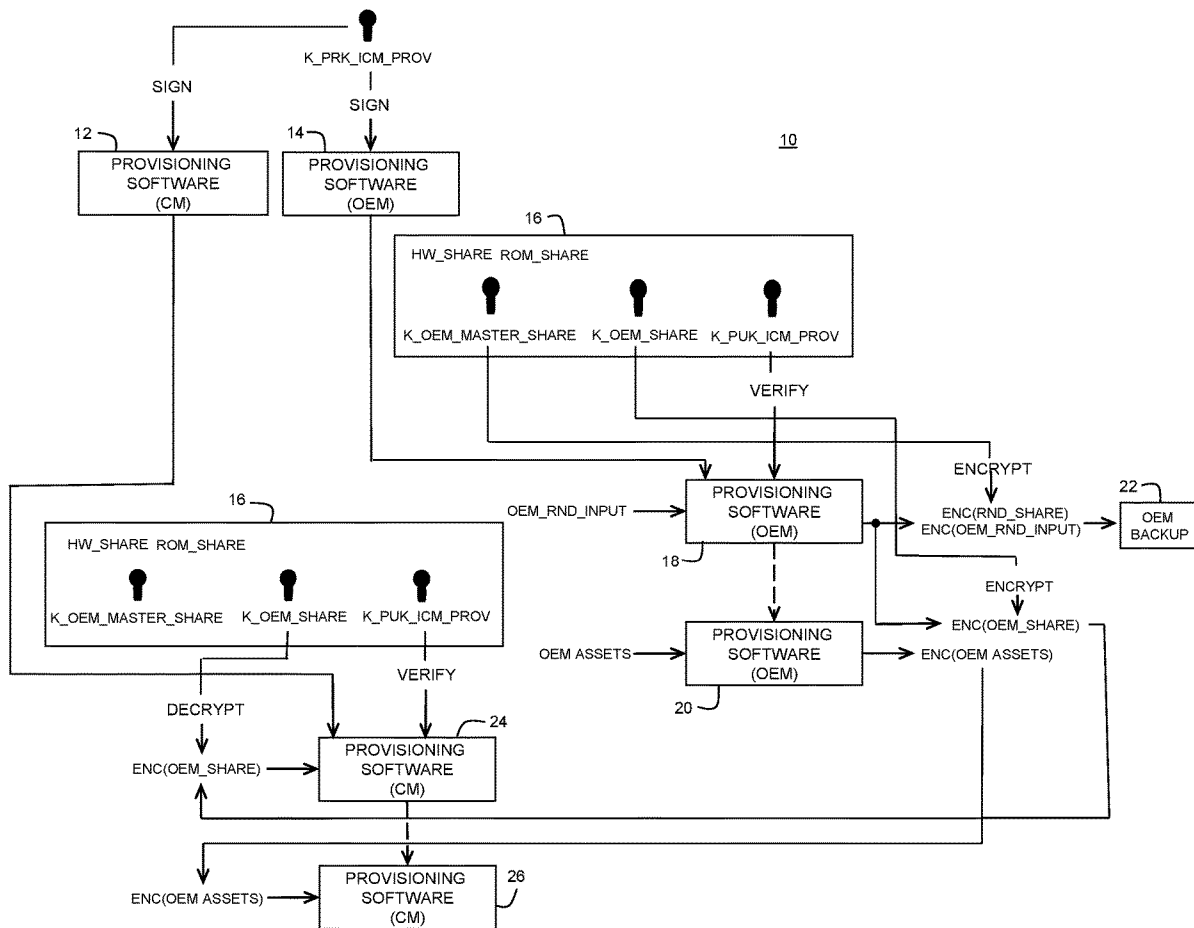 K_PRK_ICM_PROV
SIGN
SIGN
12
14
10
PROVISIONING
SOFTWARE
(CM)
PROVISIONING
SOFTWARE
(OEM)
16
HW_SHARE ROM_SHARE
K_OEM_MASTER_SHARE
K_OEM_SHARE
K_PUK_ICM_PROV
VERIFY
ENCRYPT
OEM_RND_INPUT
PROVISIONING
SOFTWARE
(OEM)
18
ENC(RND_SHARE)
ENC(OEM_RND_INPUT)
22
OEM
BACKUP
16
HW_SHARE ROM_SHARE
K_OEM_MASTER_SHARE
K_OEM_SHARE
K_PUK_ICM_PROV
ENCRYPT
ENC(OEM_SHARE)
OEM ASSETS
PROVISIONING
SOFTWARE
(OEM)
20
ENC(OEM ASSETS)
VERIFY
DECRYPT
24
ENC(OEM_SHARE)
PROVISIONING
SOFTWARE
(CM)
ENC(OEM ASSETS)
PROVISIONING
SOFTWARE
(CM)
26